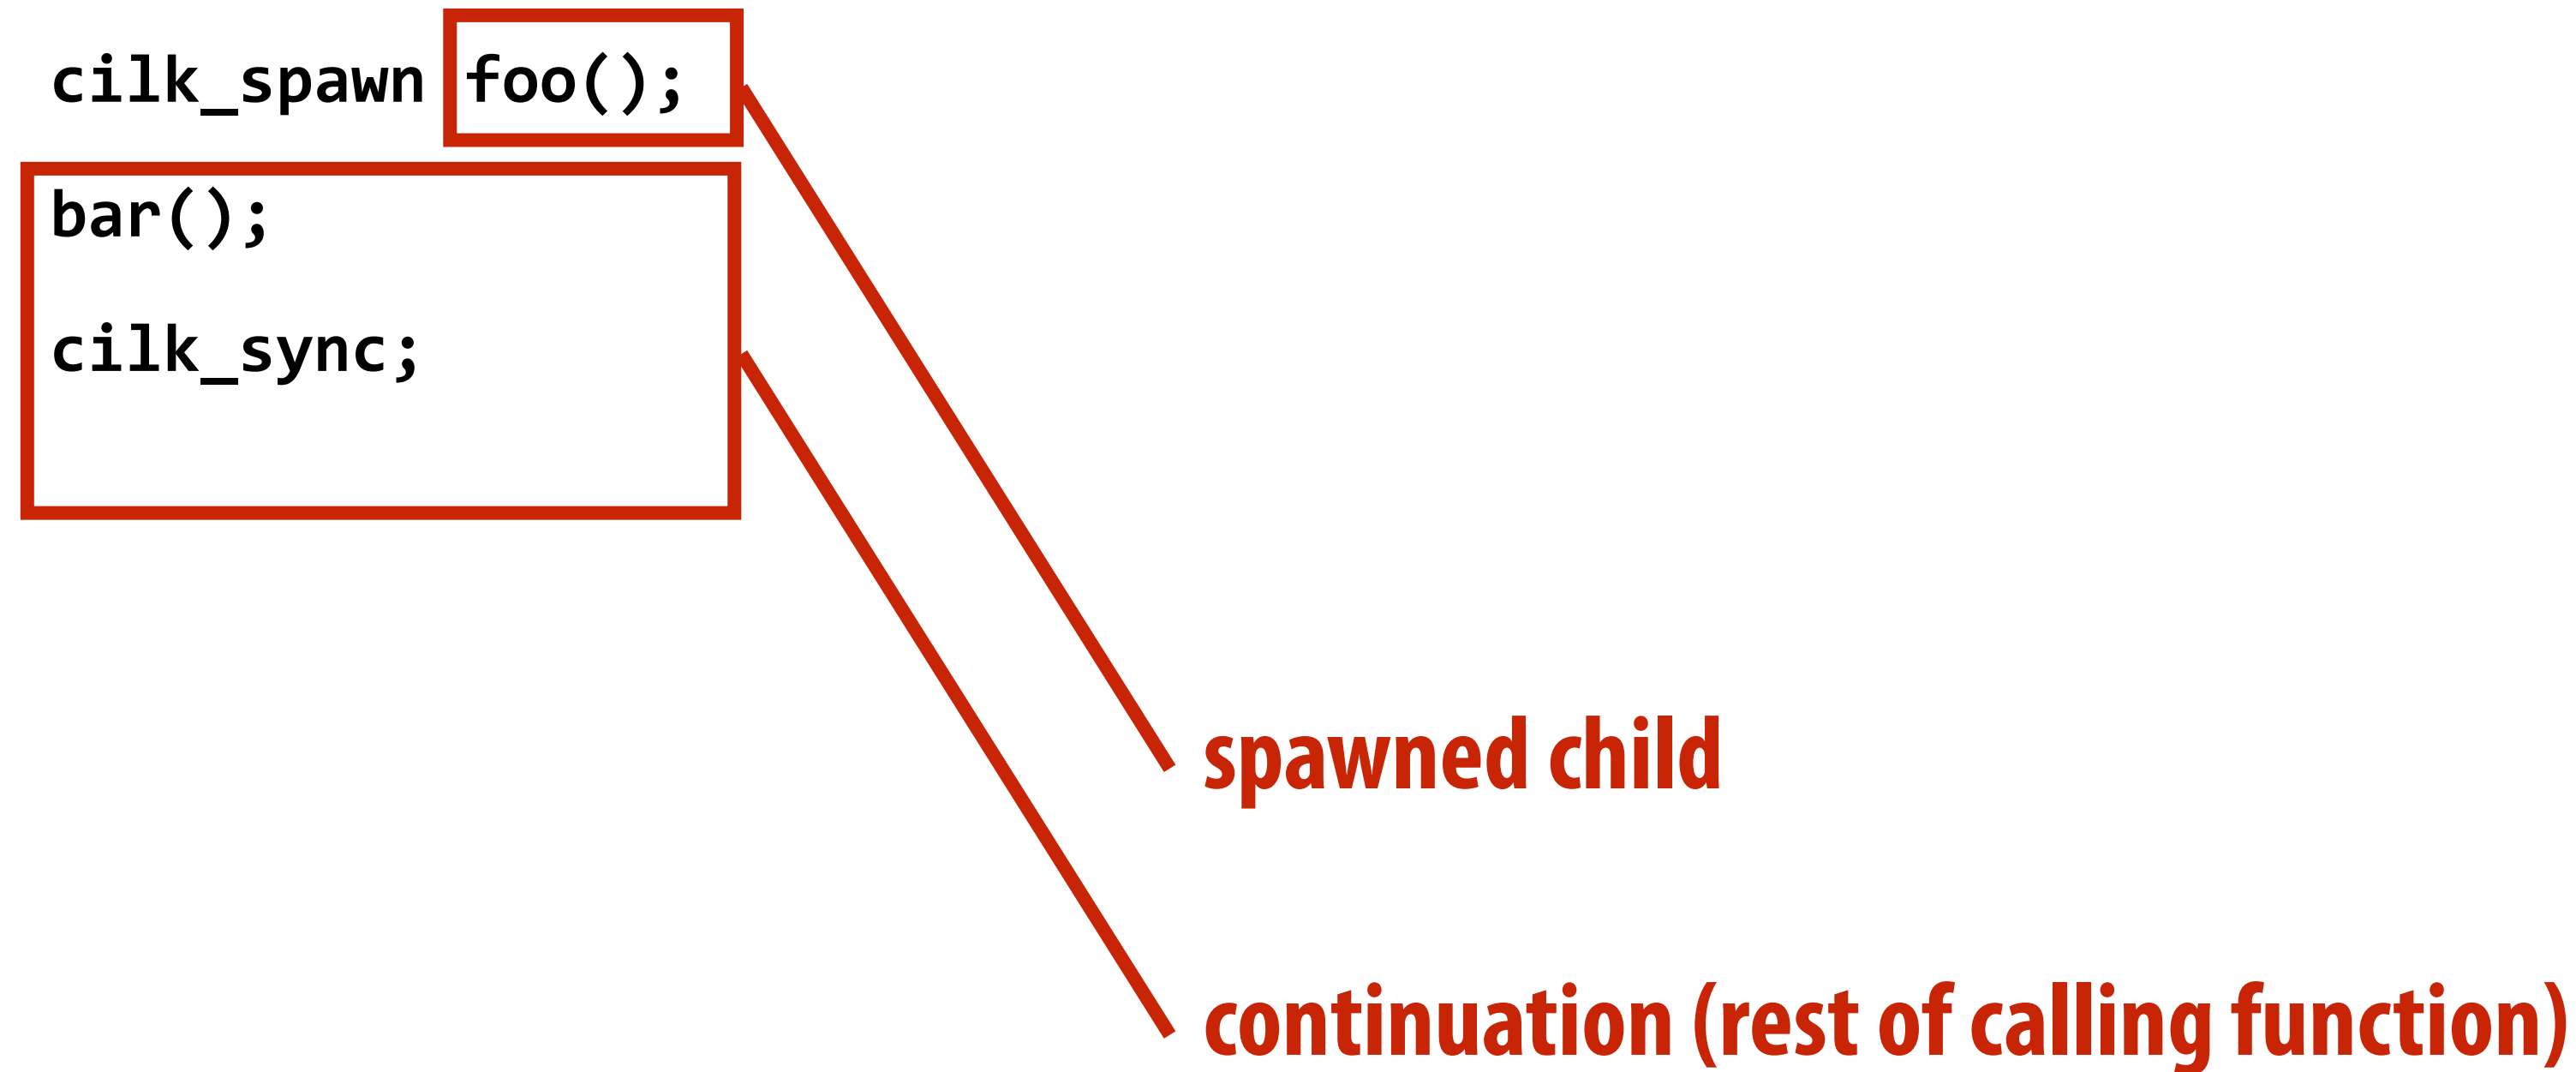 cilk_spawn foo();
bar();
cilk_sync;
spawned child
continuation (rest of calling function)